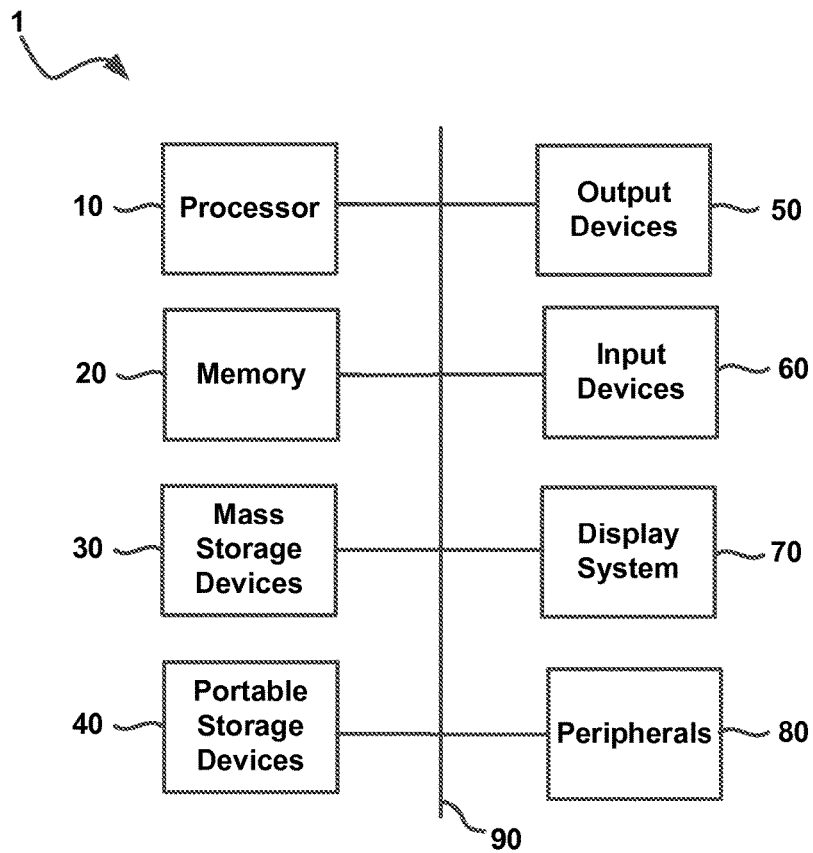 1
10
Processor
Output
Devices
50
20
Memory
Input
Devices
60
30
Mass
Storage
Devices
Display
System
70
40
Portable
Storage
Devices
Peripherals
80
90